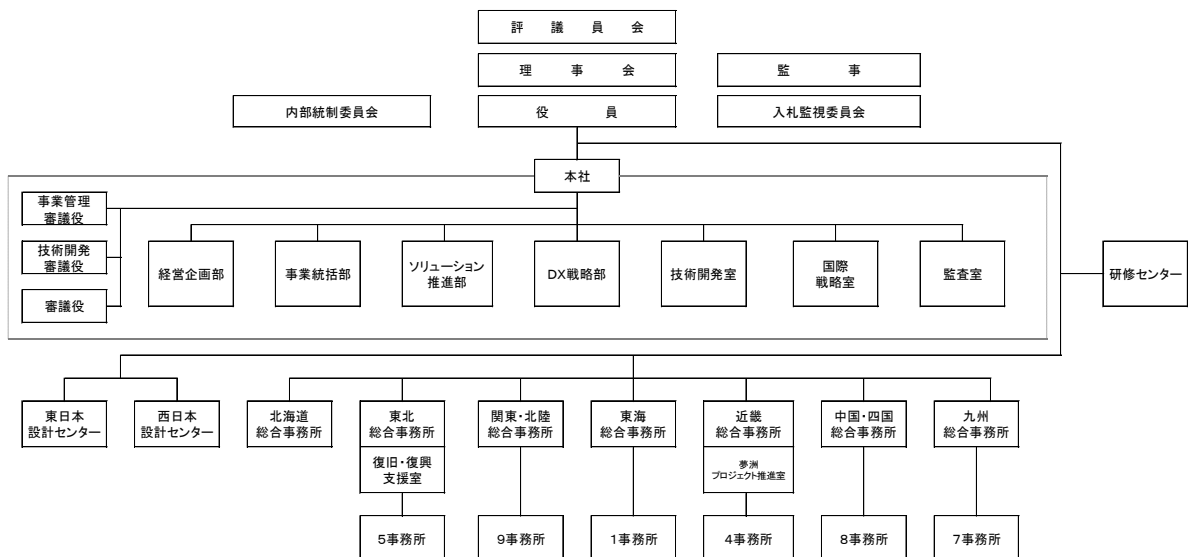 評議員会
理事会
監事
内部統制委員会
役員
入札監視委員会
本社
事業管理
審議役
技術開発
審議役
審議役
経営企画部
事業統括部
ソリューション
推進部
DX戦略部
技術開発室
国際
戦略室
監査室
研修センター
東日本
設計センター
西日本
設計センター
北海道
総合事務所
東北
総合事務所
関東・北陸
総合事務所
東海
総合事務所
近畿
総合事務所
中国・四国
総合事務所
九州
総合事務所
復旧・復興
支援室
夢洲
プロジェクト推進室
5事務所
9事務所
1事務所
4事務所
8事務所
7事務所